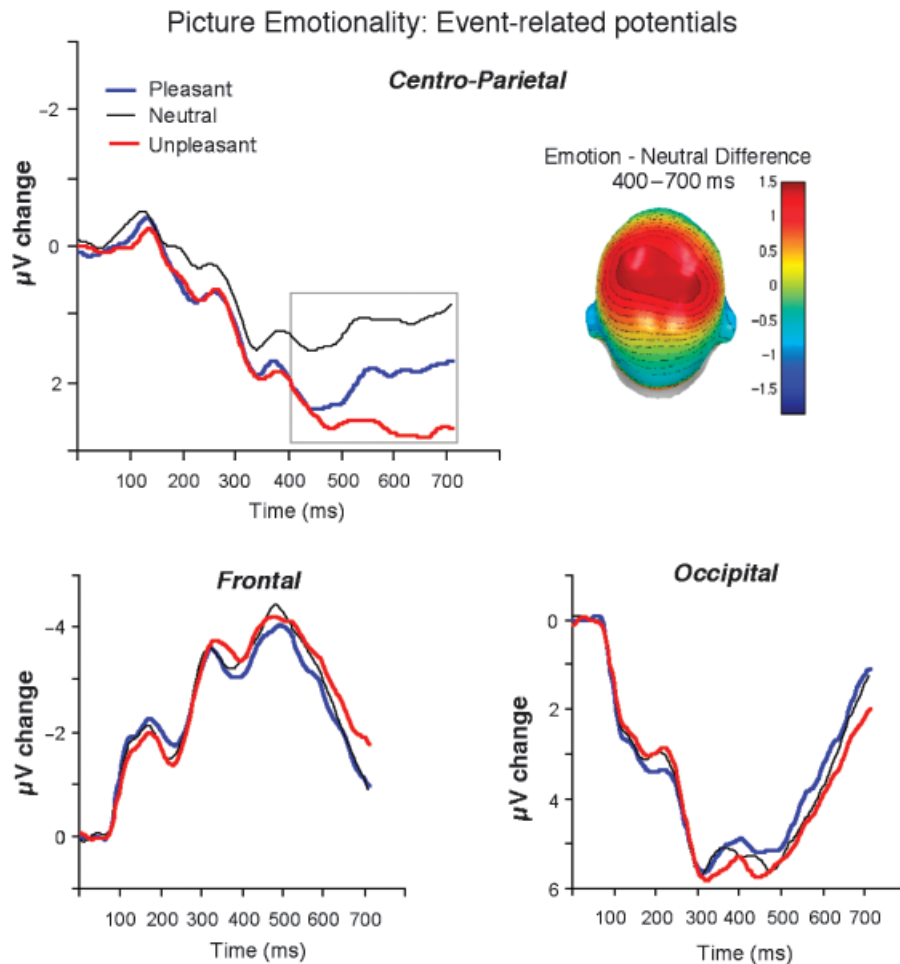 Picture Emotionality: Event-related potentials
Centro-Parietal
Pleasant
Neutral
Unpleasant
μV change
−2
0
2
100 200 300 400 500 600 700
Time (ms)
Emotion - Neutral Difference
400–700 ms
1.5
1
0.5
0
−0.5
−1
−1.5
Frontal
μV change
−4
−2
0
100 200 300 400 500 600 700
Time (ms)
Occipital
μV change
0
2
4
6
100 200 300 400 500 600 700
Time (ms)